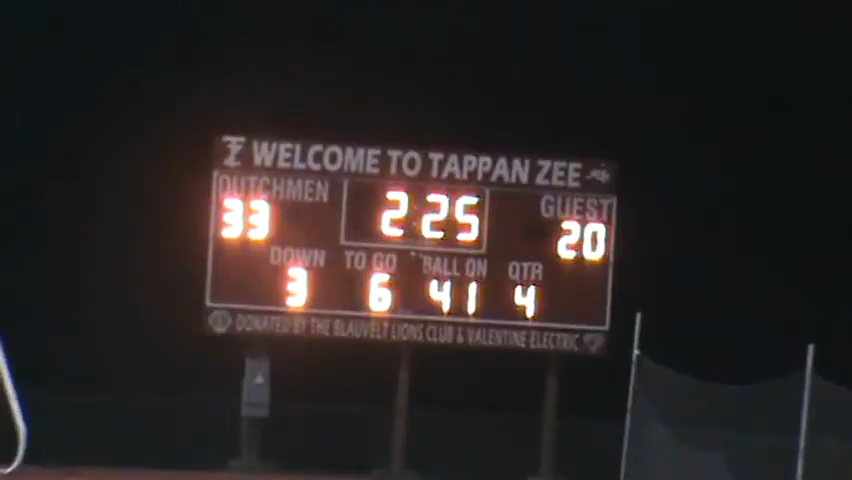 TZ WELCOME TO TAPPAN ZEE
DUTCHMEN 2:25 GUEST
33 20
DOWN TO GO BALL ON QTR
3 6 41 4
DONATED BY THE BLAUVELT LIONS CLUB & VALENTINE ELECTRIC